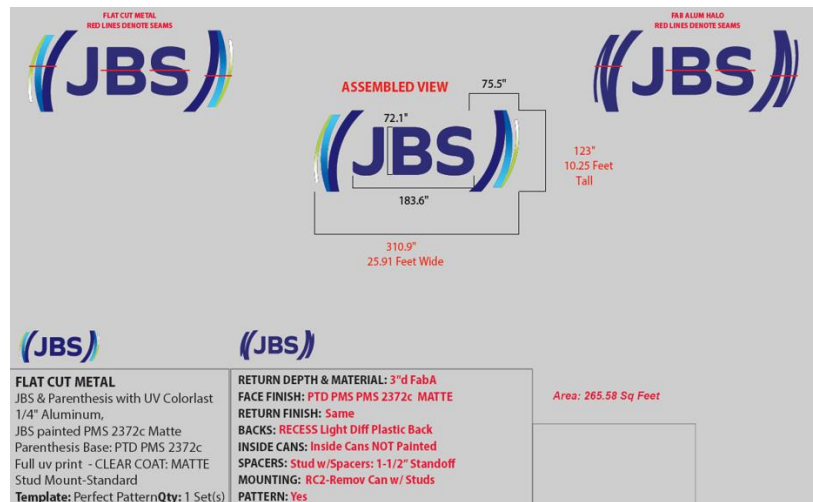 FLAT CUT METAL
RED LINES DENOTE SEAMS
(JBS)
FAB ALUM HALO
RED LINES DENOTE SEAMS
(JBS)
ASSEMBLED VIEW
75.5"
72.1"
(JBS)
183.6"
123"
10.25 Feet
Tall
310.9"
25.91 Feet Wide
(JBS)
(JBS)
FLAT CUT METAL
JBS & Parenthesis with UV Colorlast
1/4" Aluminum,
JBS painted PMS 2372c Matte
Parenthesis Base: PTD PMS 2372c
Full uv print - CLEAR COAT: MATTE
Stud Mount-Standard
Template: Perfect PatternQty: 1 Set(s)
RETURN DEPTH & MATERIAL: 3"d FabA
FACE FINISH: PTD PMS PMS 2372c MATTE
RETURN FINISH: Same
BACKS: RECESS Light Diff Plastic Back
INSIDE CANS: Inside Cans NOT Painted
SPACERS: Stud w/Spacers: 1-1/2" Standoff
MOUNTING: RC2-Remov Can w/ Studs
PATTERN: Yes
Area: 265.58 Sq Feet